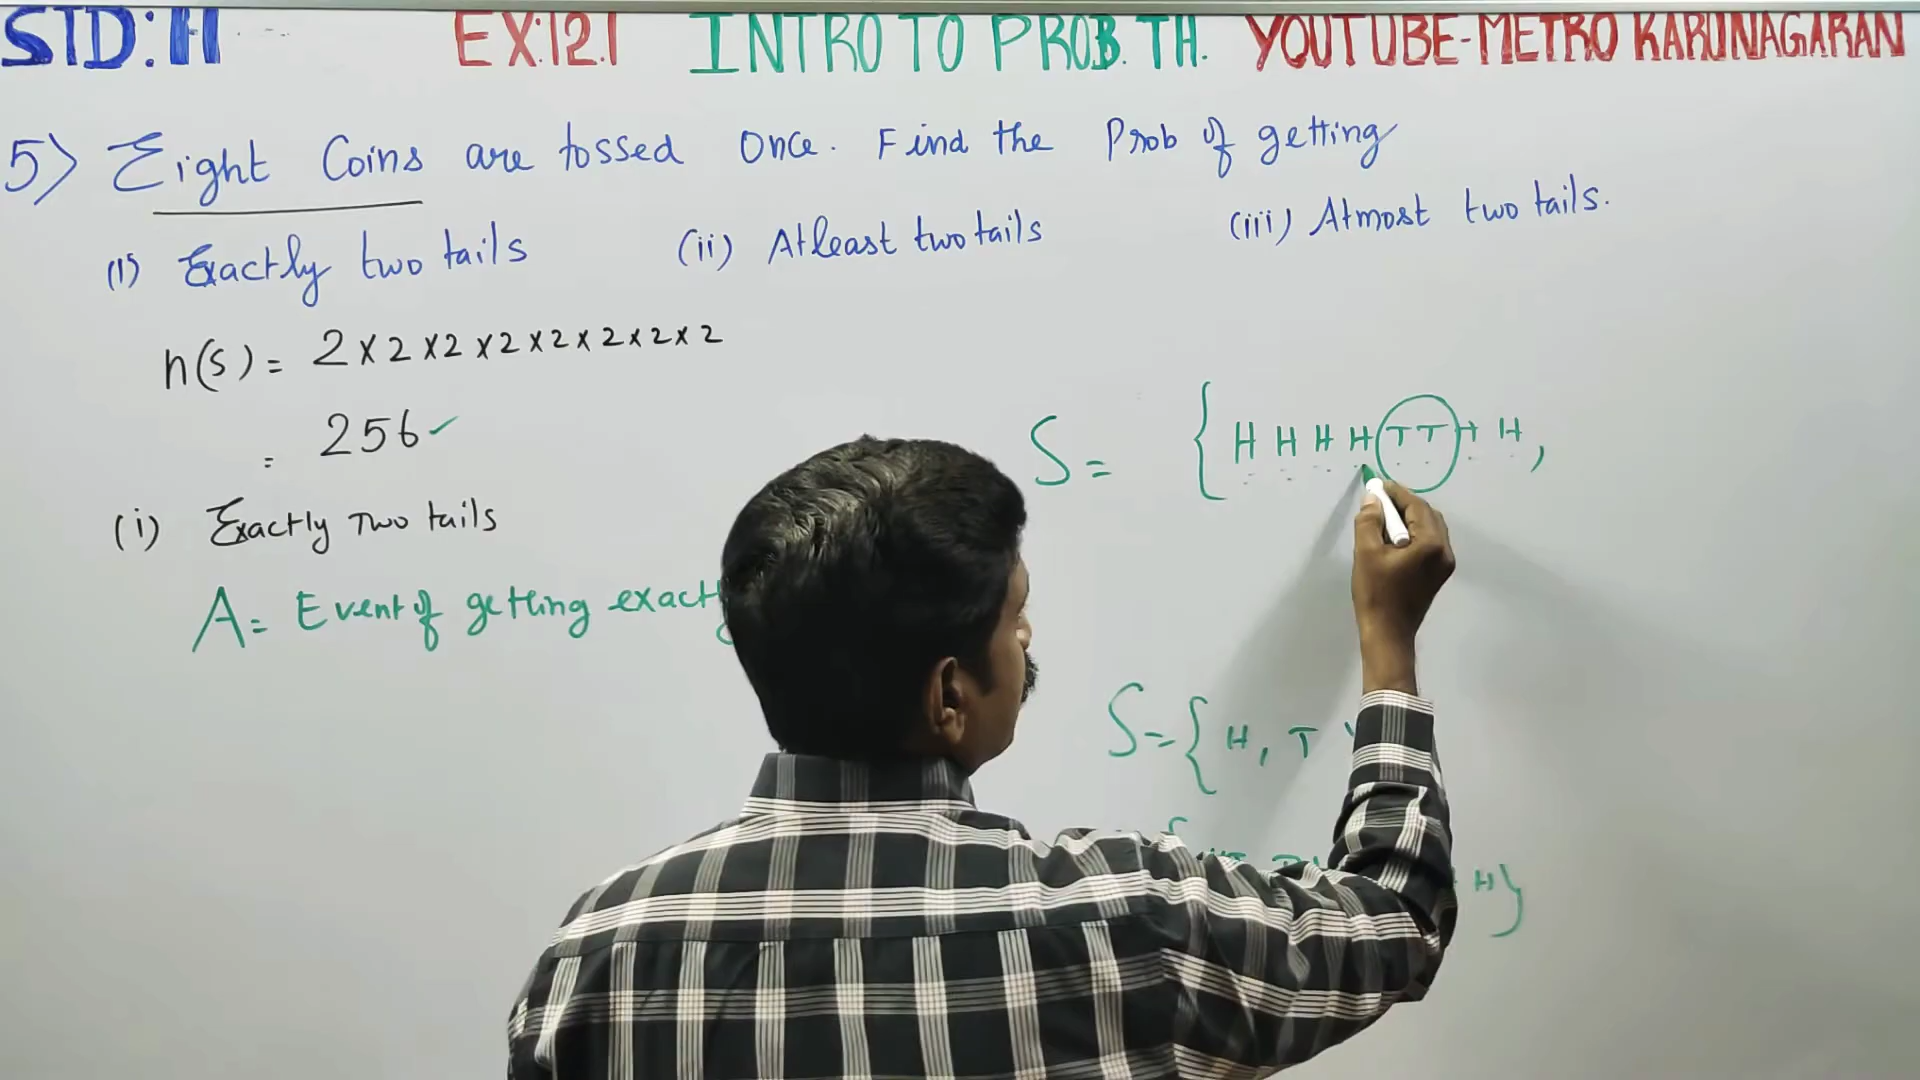 STD: 11 EX:12.1 INTRO TO PROB. TH. YOUTUBE-METRO KARUNAGARAN
5) Eight Coins are tossed Once. Find the Prob of getting
(i) Exactly two tails (ii) Atleast two tails (iii) Atmost two tails.
n(S) = 2 × 2 × 2 × 2 × 2 × 2 × 2 × 2
= 256 ✓
S = { H H H H T T H H ,
(i) Exactly Two tails
A = Event of getting exactly
S = { H, T
H }